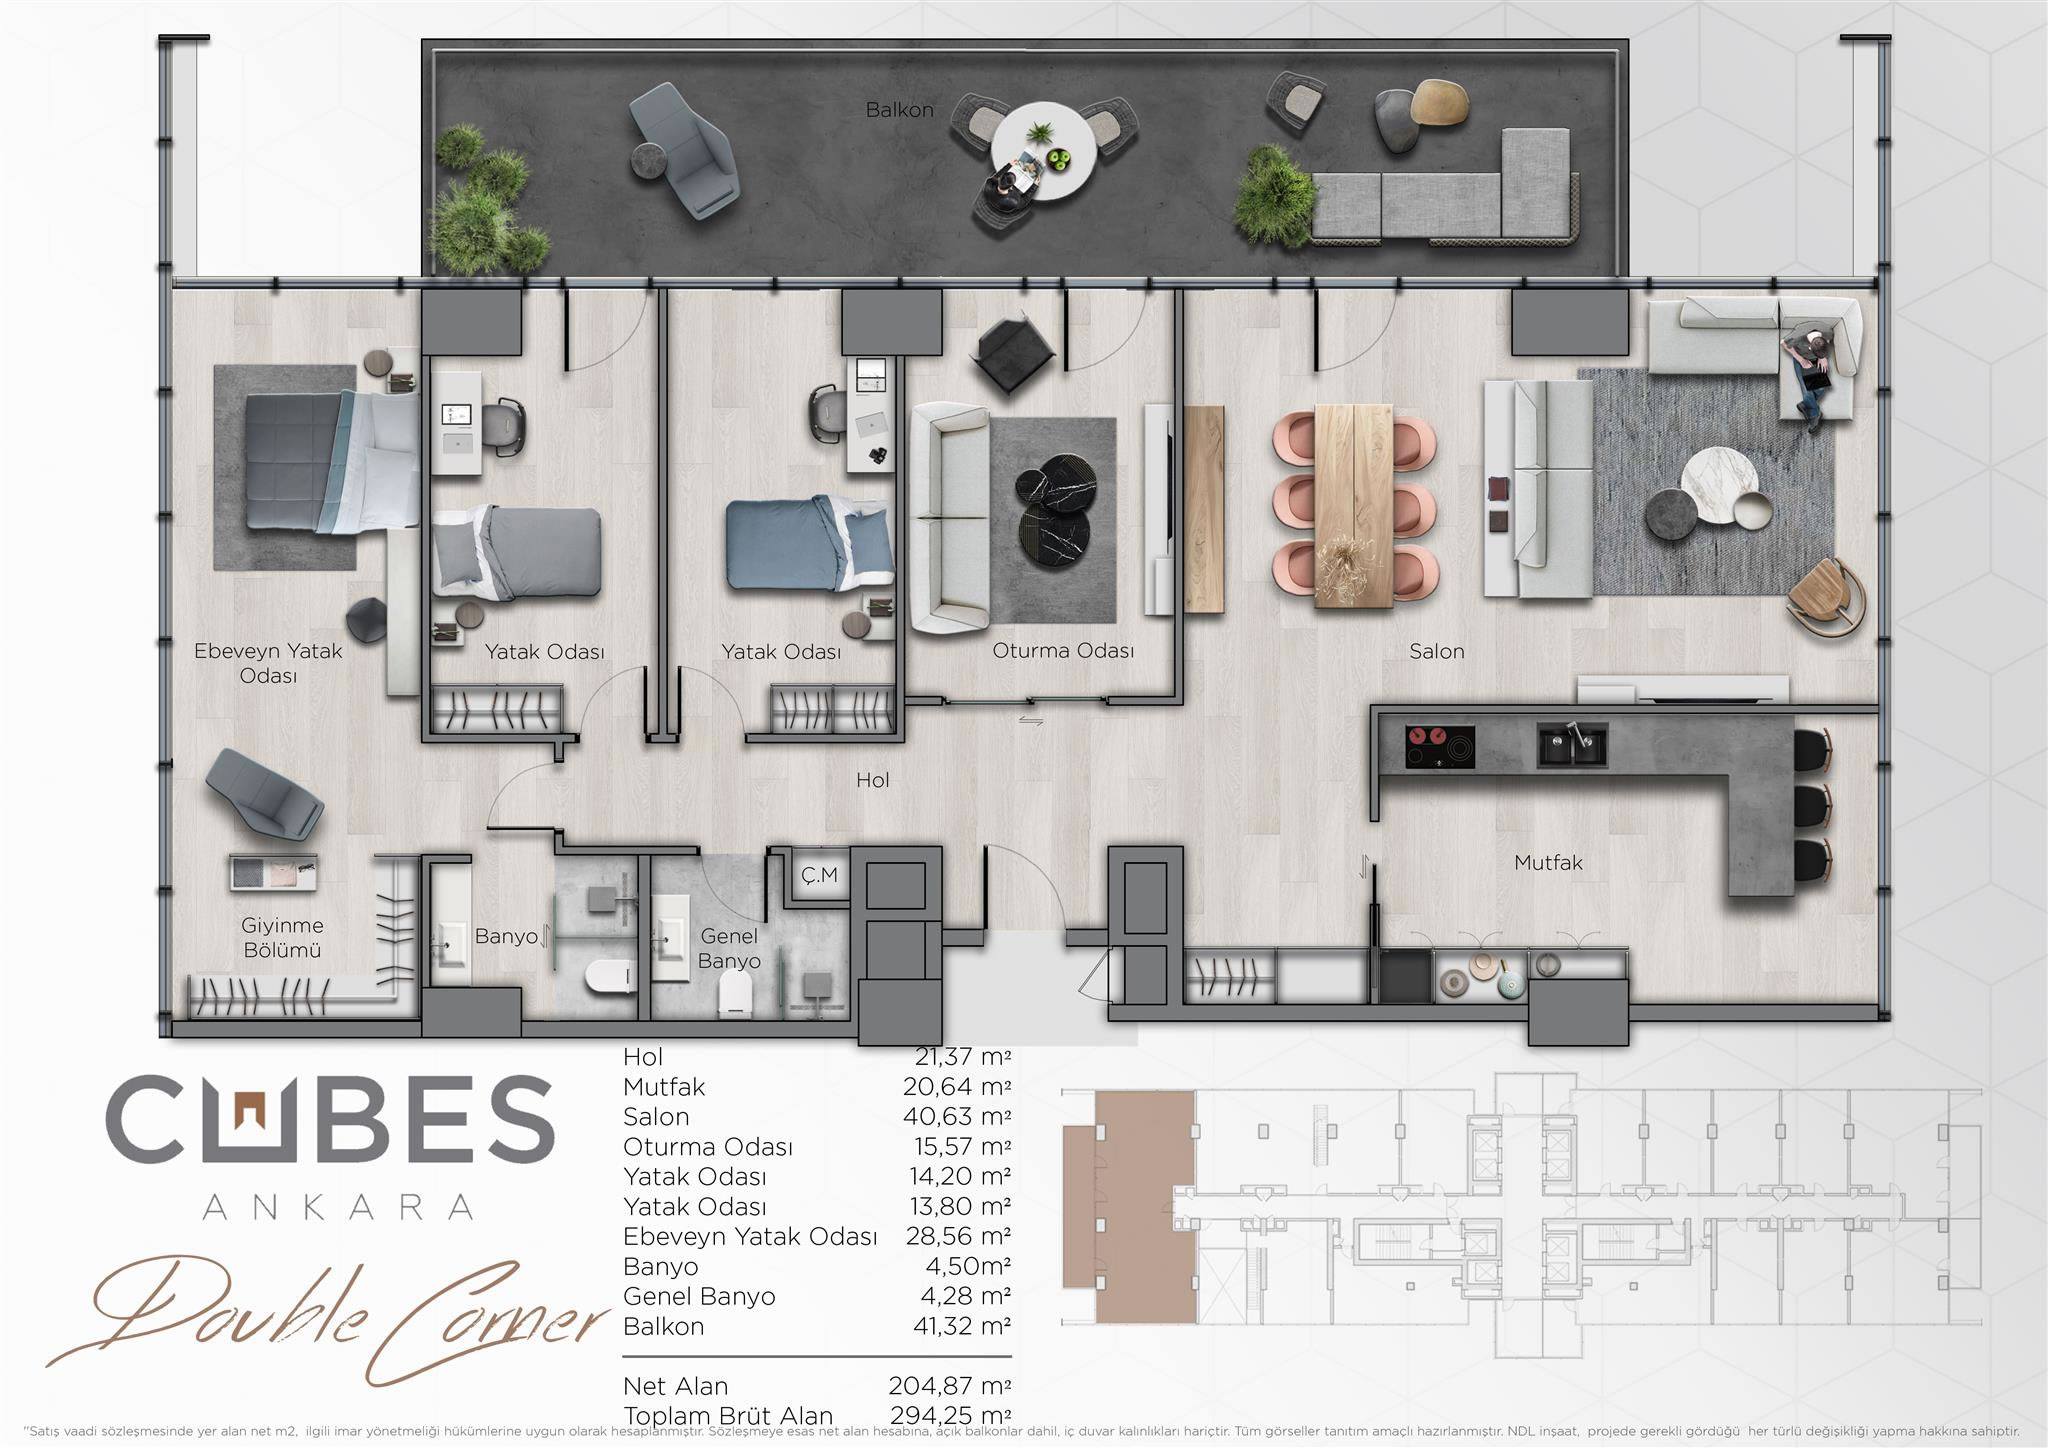 Balkon
Ebeveyn Yatak
Odası
Yatak Odası
Yatak Odası
Oturma Odası
Salon
Hol
Mutfak
Ç.M
Giyinme
Bölümü
Banyo
Genel
Banyo
CUBES
ANKARA
Double Corner
Hol 21,37 m²
Mutfak 20,64 m²
Salon 40,63 m²
Oturma Odası 15,57 m²
Yatak Odası 14,20 m²
Yatak Odası 13,80 m²
Ebeveyn Yatak Odası 28,56 m²
Banyo 4,50m²
Genel Banyo 4,28 m²
Balkon 41,32 m²
Net Alan 204,87 m²
Toplam Brüt Alan 294,25 m²
"Satış vaadi sözleşmesinde yer alan net m2, ilgili imar yönetmeliği hükümlerine uygun olarak hesaplanmıştır. Sözleşmeye esas net alan hesabına, açık balkonlar dahil, iç duvar kalınlıkları hariçtir. Tüm görseller tanıtım amaçlı hazırlanmıştır. NDL inşaat, projede gerekli gördüğü her türlü değişikliği yapma hakkına sahiptir.